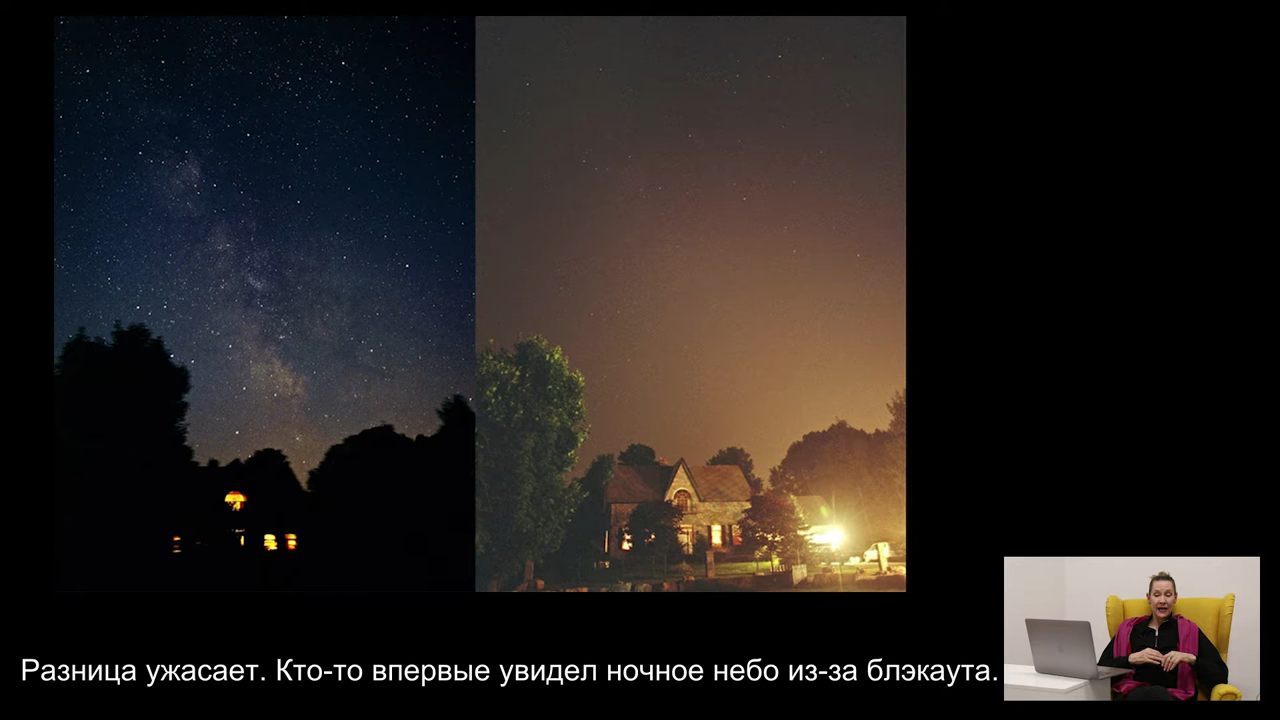 Разница ужасает. Кто-то впервые увидел ночное небо из-за блэкаута.